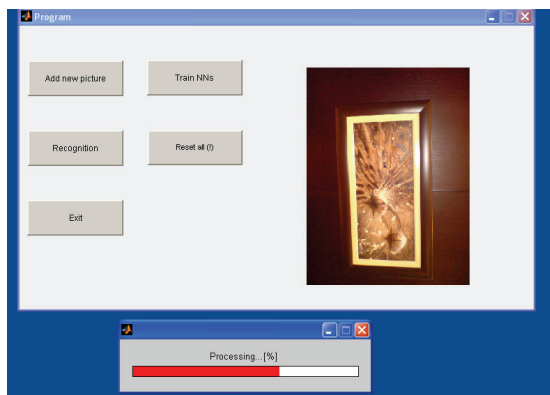 Program
Add new picture
Train NNs
Recognition
Reset all (!)
Exit
Processing...[%]